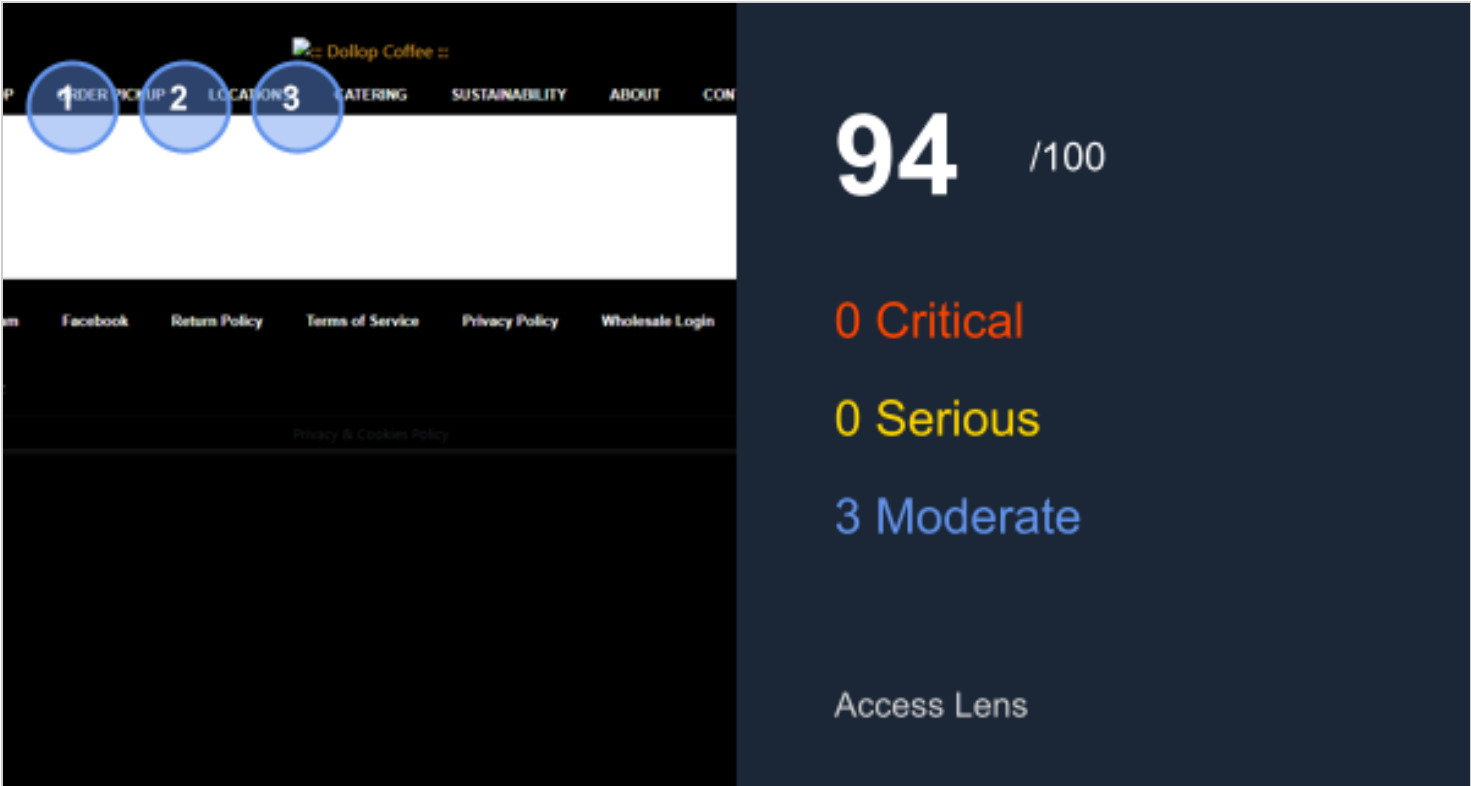 :: Dollop Coffee ::
1 2 3
ORDER PICKUP LOCATIONS CATERING SUSTAINABILITY ABOUT CON
Facebook Return Policy Terms of Service Privacy Policy Wholesale Login
Privacy & Cookies Policy
94 /100
0 Critical
0 Serious
3 Moderate
Access Lens